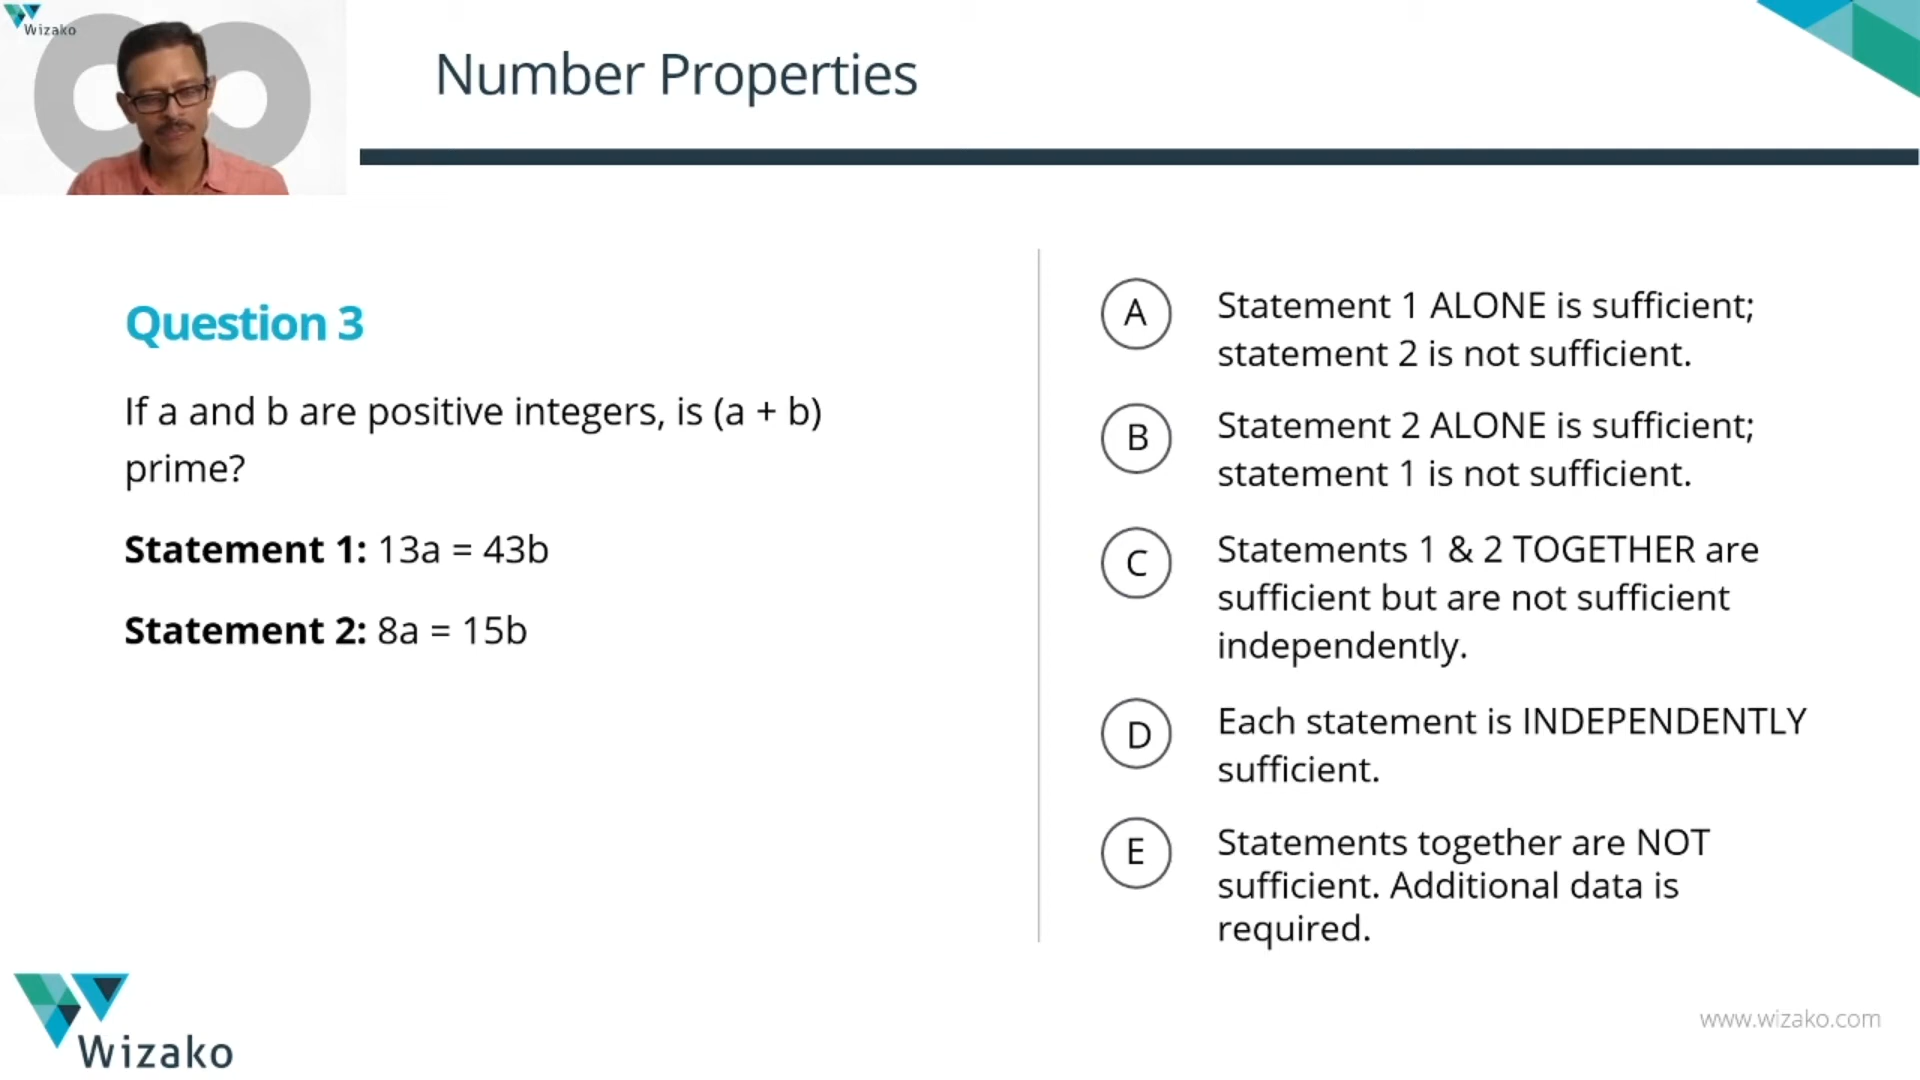 Wizako
Number Properties
Question 3
If a and b are positive integers, is (a + b)
prime?
Statement 1: 13a = 43b
Statement 2: 8a = 15b
A
Statement 1 ALONE is sufficient;
statement 2 is not sufficient.
B
Statement 2 ALONE is sufficient;
statement 1 is not sufficient.
C
Statements 1 & 2 TOGETHER are
sufficient but are not sufficient
independently.
D
Each statement is INDEPENDENTLY
sufficient.
E
Statements together are NOT
sufficient. Additional data is
required.
Wizako
www.wizako.com